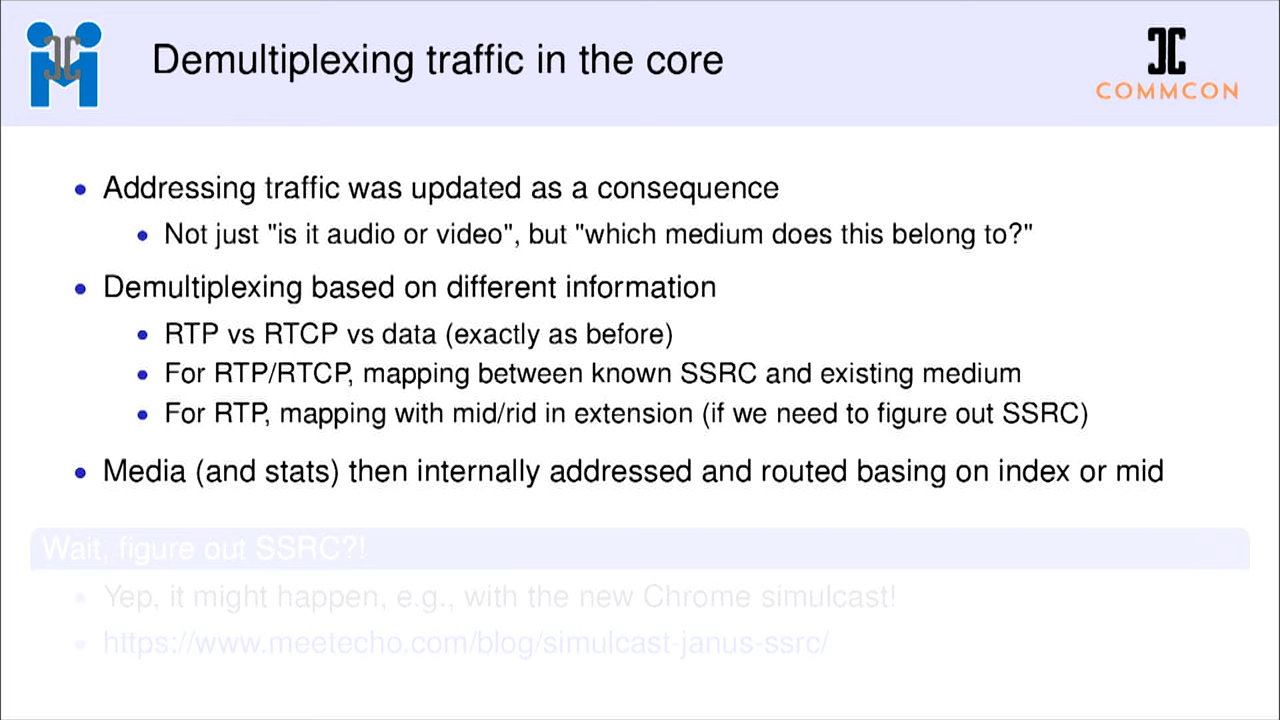 Demultiplexing traffic in the core
COMMCON
Addressing traffic was updated as a consequence
Not just "is it audio or video", but "which medium does this belong to?"
Demultiplexing based on different information
RTP vs RTCP vs data (exactly as before)
For RTP/RTCP, mapping between known SSRC and existing medium
For RTP, mapping with mid/rid in extension (if we need to figure out SSRC)
Media (and stats) then internally addressed and routed basing on index or mid
Wait, figure out SSRC?!
Yep, it might happen, e.g., with the new Chrome simulcast!
https://www.meetecho.com/blog/simulcast-janus-ssrc/